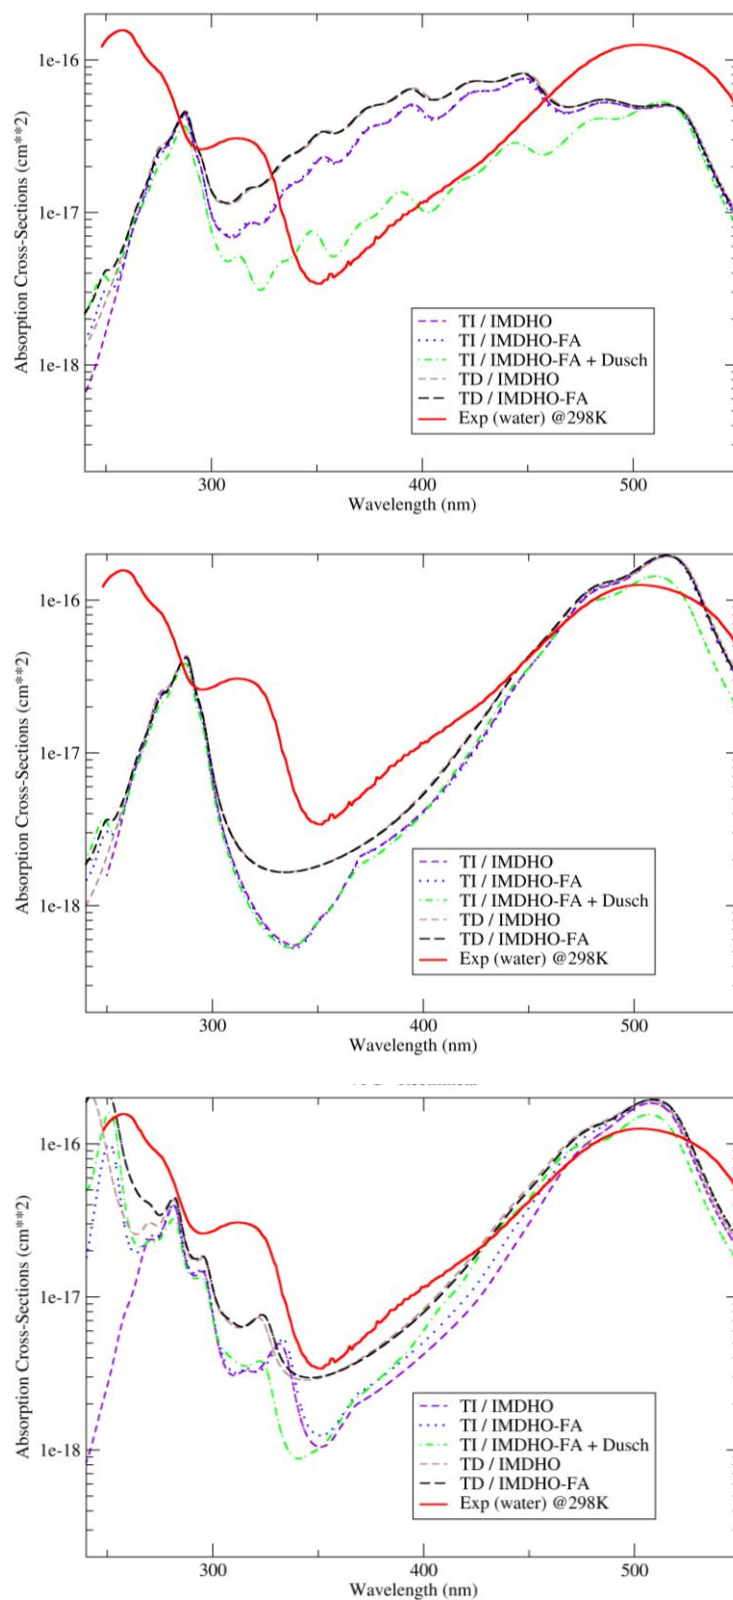 1e-16
1e-17
1e-18
Absorption Cross-Sections (cm**2)
TI / IMDHO
TI / IMDHO-FA
TI / IMDHO-FA + Dusch
TD / IMDHO
TD / IMDHO-FA
Exp (water) @298K
300 400 500
Wavelength (nm)
1e-16
1e-17
1e-18
Absorption Cross-Sections (cm**2)
TI / IMDHO
TI / IMDHO-FA
TI / IMDHO-FA + Dusch
TD / IMDHO
TD / IMDHO-FA
Exp (water) @298K
300 400 500
Wavelength (nm)
1e-16
1e-17
1e-18
Absorption Cross-Sections (cm**2)
TI / IMDHO
TI / IMDHO-FA
TI / IMDHO-FA + Dusch
TD / IMDHO
TD / IMDHO-FA
Exp (water) @298K
300 400 500
Wavelength (nm)